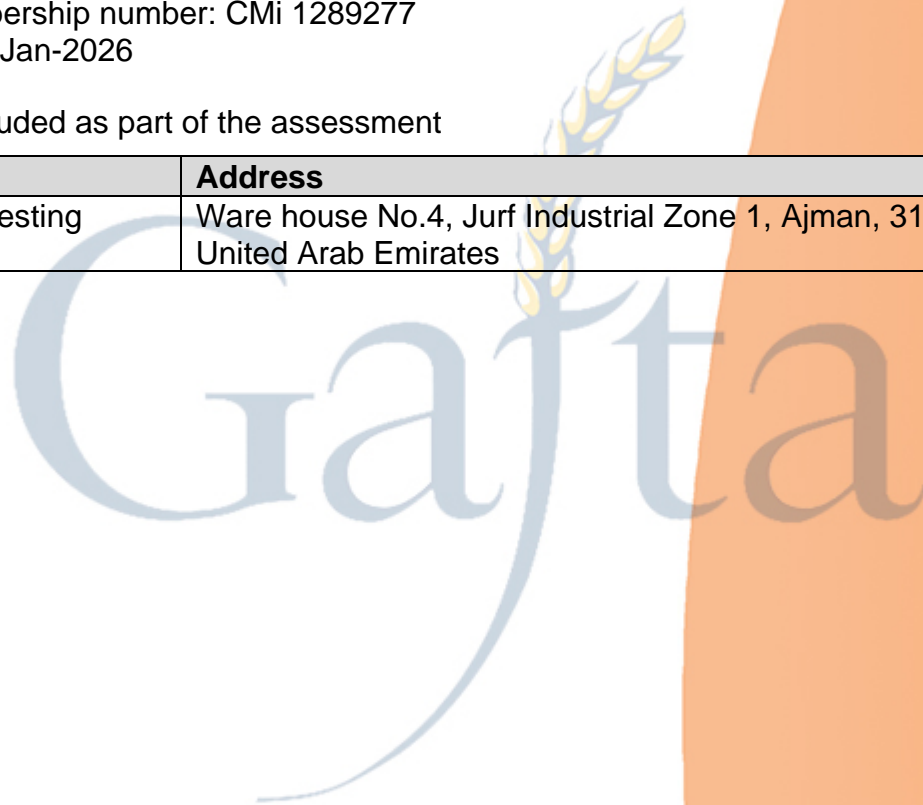 bership number: CMi 1289277
Jan-2026
uded as part of the assessment
Address
esting
Ware house No.4, Jurf Industrial Zone 1, Ajman, 31
United Arab Emirates
Gafta